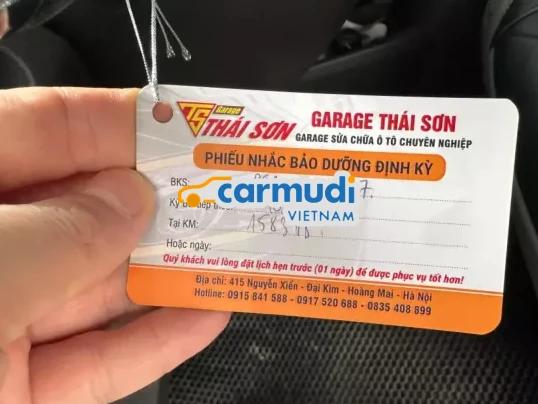 Garage
TS
THÁI SƠN
GARAGE THÁI SƠN
GARAGE SỬA CHỮA Ô TÔ CHUYÊN NGHIỆP
PHIẾU NHẮC BẢO DƯỠNG ĐỊNH KỲ
BKS:
7.
carmudi
VIETNAM
Tại KM:
Hoặc ngày:
Quý khách vui lòng đặt lịch hẹn trước (01 ngày) để được phục vụ tốt hơn!
Địa chỉ: 415 Nguyễn Xiển - Đại Kim - Hoàng Mai - Hà Nội
Hotline: 0915 841 588 - 0917 520 688 - 0835 408 899